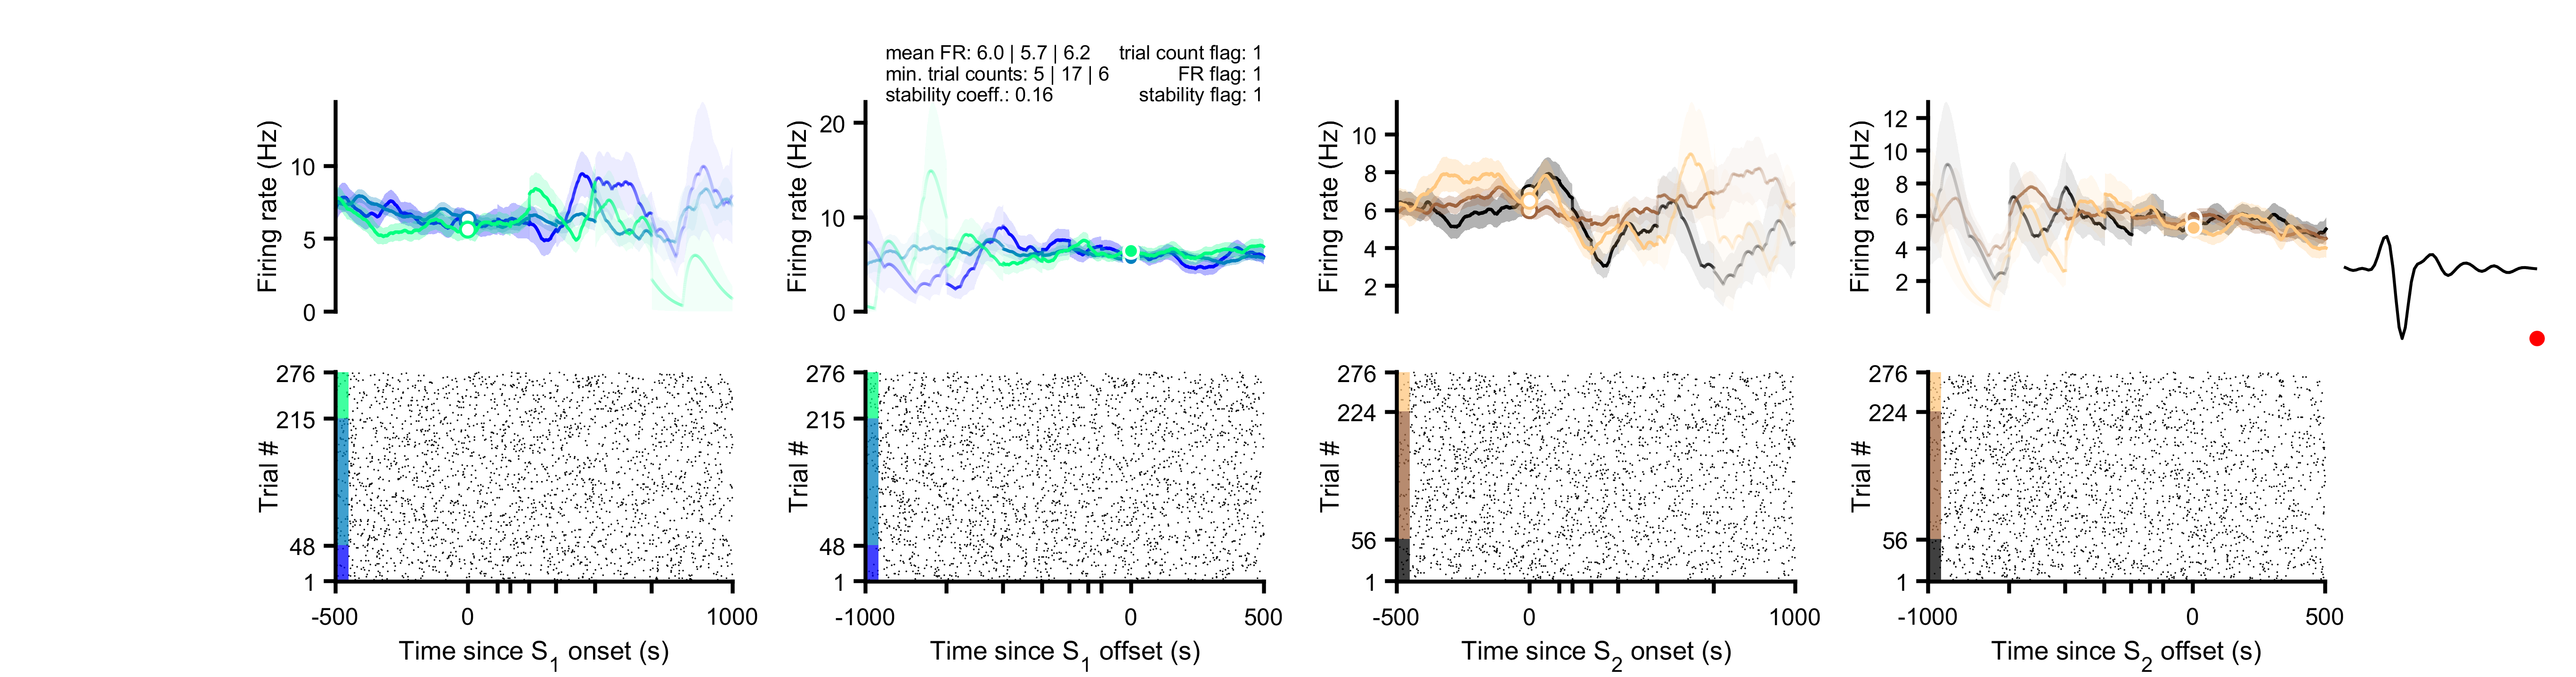 mean FR: 6.0 | 5.7 | 6.2 trial count flag: 1
min. trial counts: 5 | 17 | 6 FR flag: 1
stability coeff.: 0.16 stability flag: 1
Firing rate (Hz)
10
5
0
Firing rate (Hz)
20
10
0
Firing rate (Hz)
10
8
6
4
2
Firing rate (Hz)
12
10
8
6
4
2
Trial #
276
215
48
1
-500 0 1000
Time since S1 onset (s)
Trial #
276
215
48
1
-1000 0 500
Time since S1 offset (s)
Trial #
276
224
56
1
-500 0 1000
Time since S2 onset (s)
Trial #
276
224
56
1
-1000 0 500
Time since S2 offset (s)